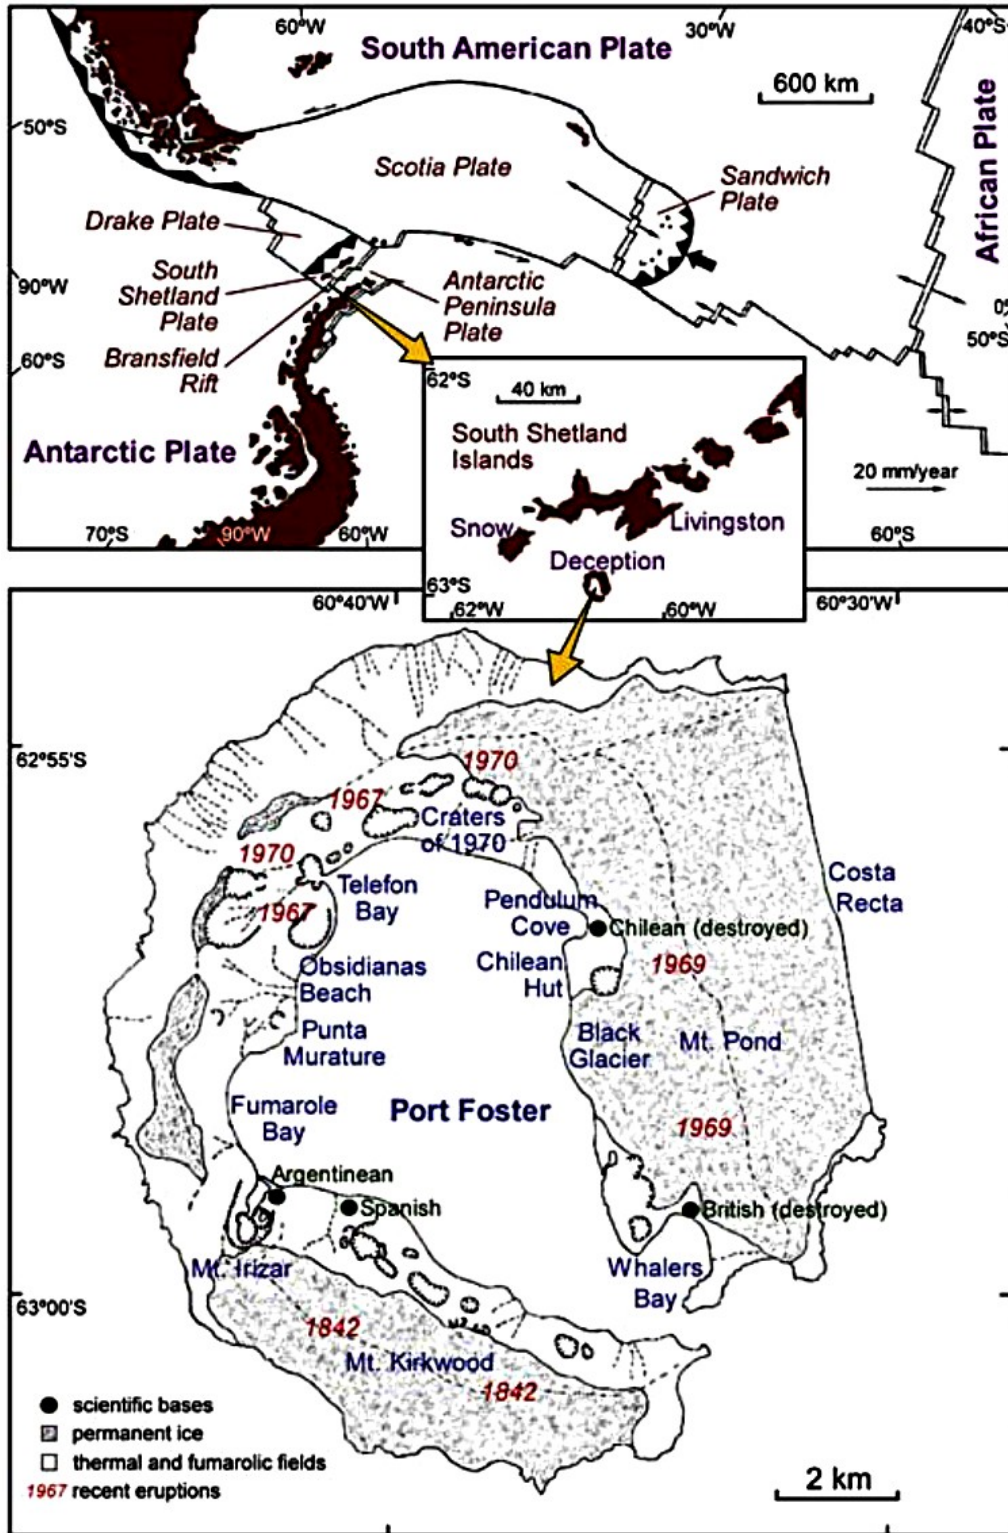 60°W
30°W
40°S
South American Plate
600 km
African Plate
50°S
Scotia Plate
Sandwich
Plate
Drake Plate
South
Shetland
Plate
Antarctic
Peninsula
Plate
90°W
Bransfield
Rift
60°S
50°S
Antarctic Plate
20 mm/year
70°S
90°W
60°W
60°S
62°S
40 km
South Shetland
Islands
Snow
Livingston
Deception
63°S
62°W
60°W
60°40'W
60°30'W
62°55'S
1970
1967
Craters
of 1970
1970
Telefon
Bay
1967
Costa
Recta
Pendulum
Cove
Chilean (destroyed)
Chilean
Hut
1969
Obsidianas
Beach
Punta
Murature
Black
Glacier
Mt. Pond
Fumarole
Bay
Port Foster
1969
Argentinean
Spanish
British (destroyed)
Mt. Irizar
Whalers
Bay
63°00'S
1842
Mt. Kirkwood
1842
scientific bases
permanent ice
thermal and fumarolic fields
1967 recent eruptions
2 km